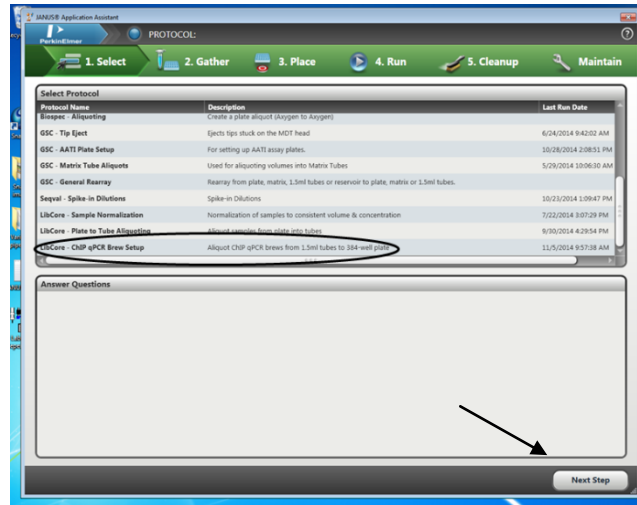 JANUS® Application Assistant
PerkinElmer
PROTOCOL:
?
1. Select 2. Gather 3. Place 4. Run 5. Cleanup Maintain
Select Protocol
Protocol Name Description Last Run Date
Biospec - Aliquoting Create a plate aliquot (Axygen to Axygen)
GSC - Tip Eject Ejects tips stuck on the MDT head 6/24/2014 9:42:02 AM
GSC - AATI Plate Setup For setting up AATI assay plates. 10/28/2014 2:08:51 PM
GSC - Matrix Tube Aliquots Used for aliquoting volumes into Matrix Tubes 5/29/2014 10:06:30 AM
GSC - General Rearray Rearray from plate, matrix, 1.5ml tubes or reservoir to plate, matrix or 1.5ml tubes.
Seqval - Spike-in Dilutions Spike-in Dilutions 10/23/2014 1:09:47 PM
LibCore - Sample Normalization Normalization of samples to consistent volume & concentration 7/22/2014 3:07:29 PM
LibCore - Plate to Tube Aliquoting Aliquot samples from plate into tubes 9/30/2014 4:29:54 PM
LibCore - ChIP qPCR Brew Setup Aliquot ChIP qPCR brews from 1.5ml tubes to 384-well plate 11/5/2014 9:57:38 AM
Answer Questions
Next Step